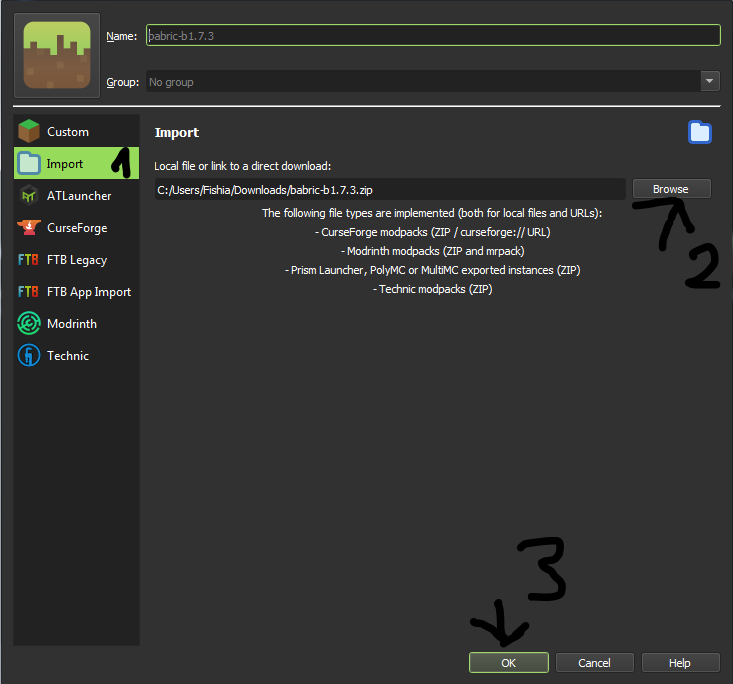 Name: babric-b1.7.3
Group: No group
Custom
Import 1
ATLauncher
CurseForge
FTB FTB Legacy
FTB FTB App Import
Modrinth
Technic
Import
Local file or link to a direct download:
C:/Users/Fishia/Downloads/babric-b1.7.3.zip Browse
2
The following file types are implemented (both for local files and URLs):
- CurseForge modpacks (ZIP / curseforge:// URL)
- Modrinth modpacks (ZIP and mrpack)
- Prism Launcher, PolyMC or MultiMC exported instances (ZIP)
- Technic modpacks (ZIP)
3
OK Cancel Help